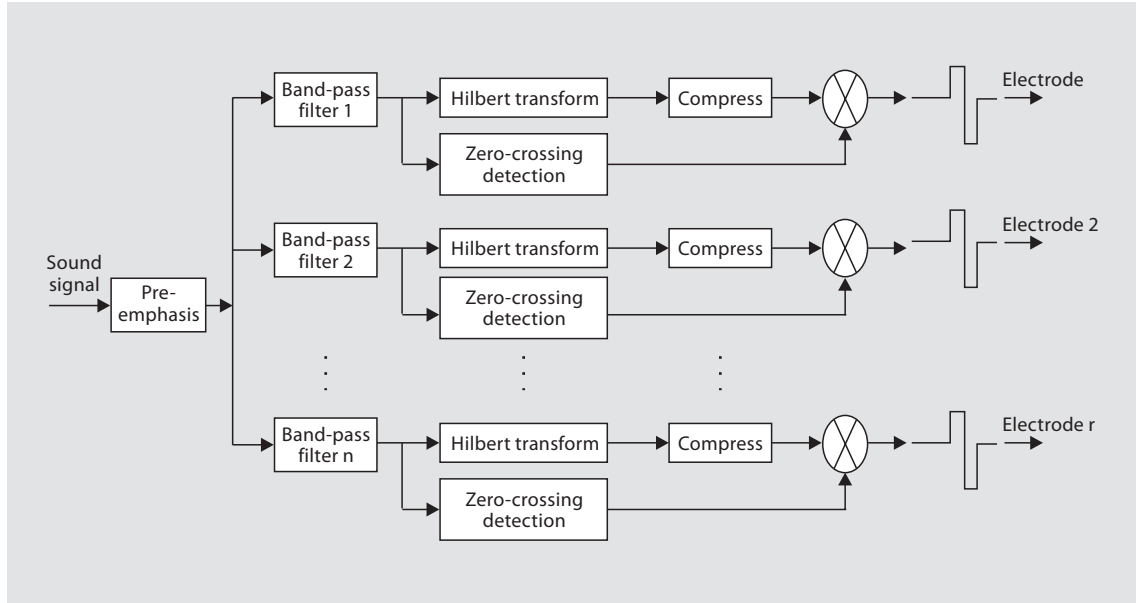 Band-pass
filter 1
Hilbert transform
Compress
Electrode
Zero-crossing
detection
Band-pass
filter 2
Hilbert transform
Compress
Electrode 2
Zero-crossing
detection
Sound
signal
Pre-
emphasis
Band-pass
filter n
Hilbert transform
Compress
Electrode r
Zero-crossing
detection